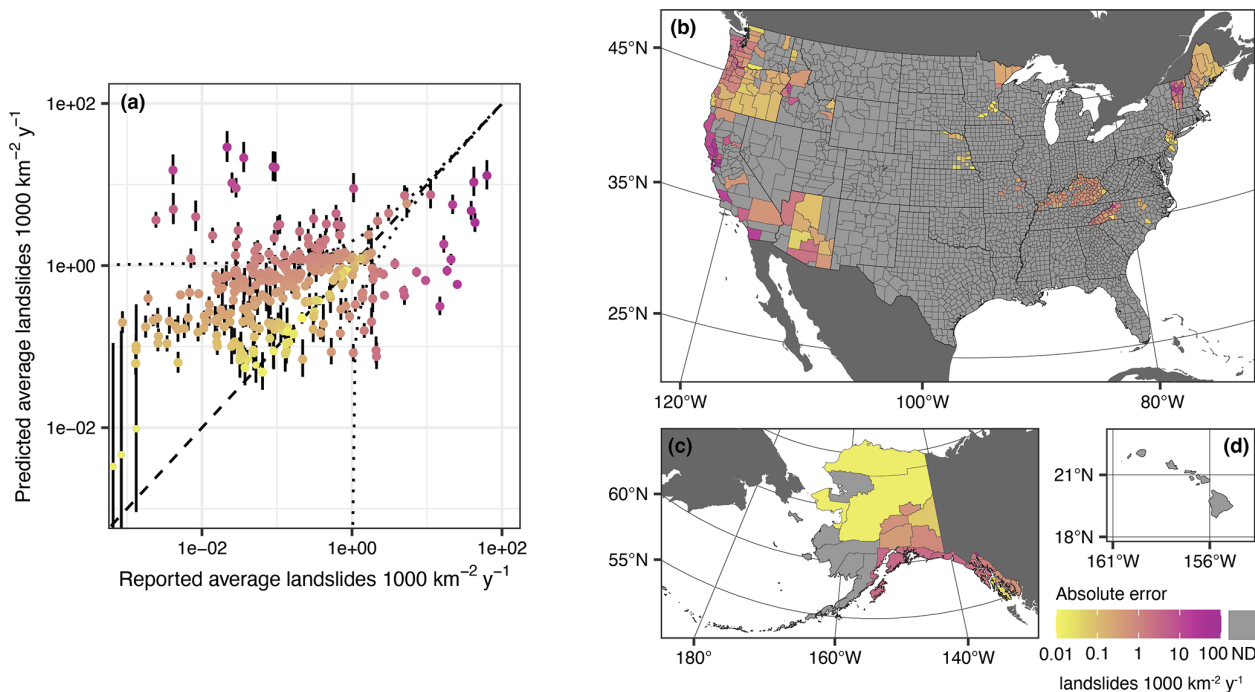 (a)
1e+02
1e+00
1e−02
1e−02
1e+00
1e+02
Predicted average landslides 1000 km⁻² y⁻¹
Reported average landslides 1000 km⁻² y⁻¹
(b)
45°N
35°N
25°N
120°W
100°W
80°W
(c)
60°N
55°N
180°
160°W
140°W
(d)
21°N
18°N
161°W
156°W
Absolute error
0.01 0.1 1 10 100 ND
landslides 1000 km⁻² y⁻¹